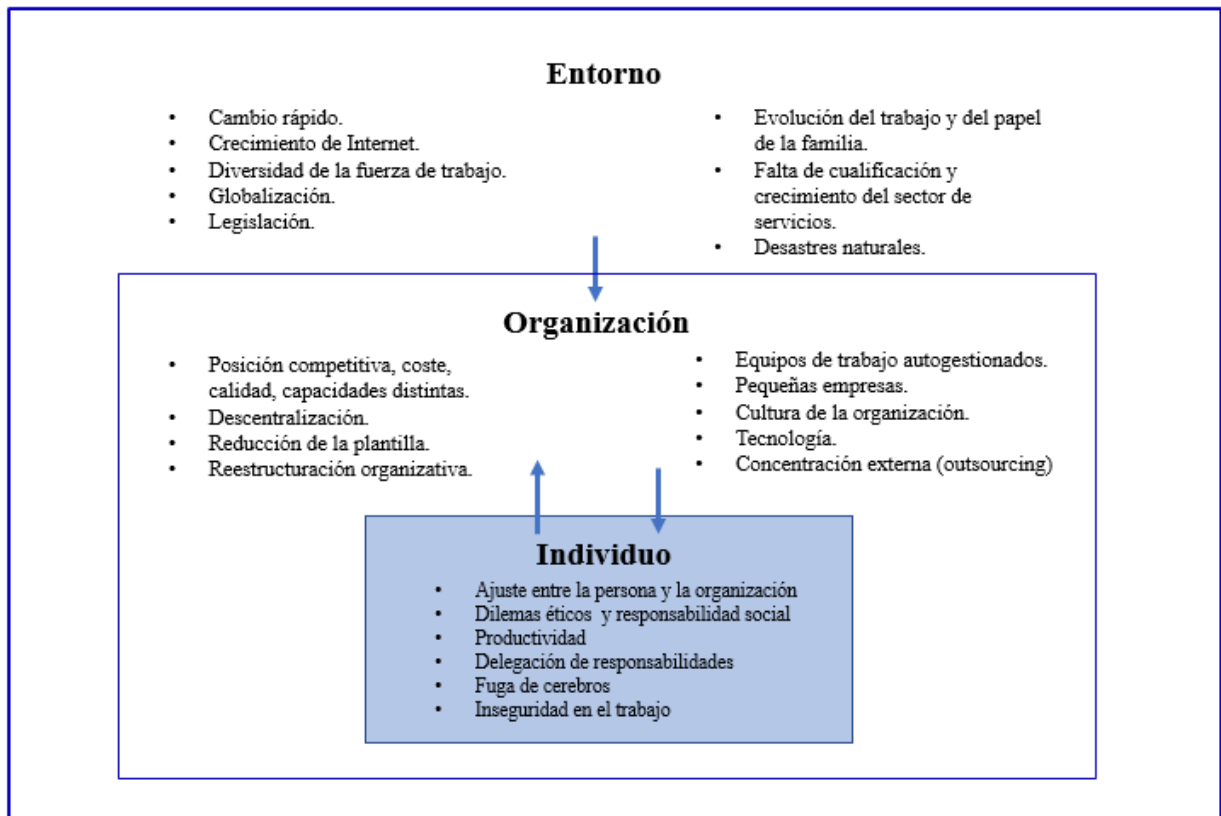 Entorno
• Cambio rápido.
• Crecimiento de Internet.
• Diversidad de la fuerza de trabajo.
• Globalización.
• Legislación.
• Evolución del trabajo y del papel
de la familia.
• Falta de cualificación y
crecimiento del sector de
servicios.
• Desastres naturales.
Organización
• Posición competitiva, coste,
calidad, capacidades distintas.
• Descentralización.
• Reducción de la plantilla.
• Reestructuración organizativa.
• Equipos de trabajo autogestionados.
• Pequeñas empresas.
• Cultura de la organización.
• Tecnología.
• Concentración externa (outsourcing)
Individuo
• Ajuste entre la persona y la organización
• Dilemas éticos y responsabilidad social
• Productividad
• Delegación de responsabilidades
• Fuga de cerebros
• Inseguridad en el trabajo